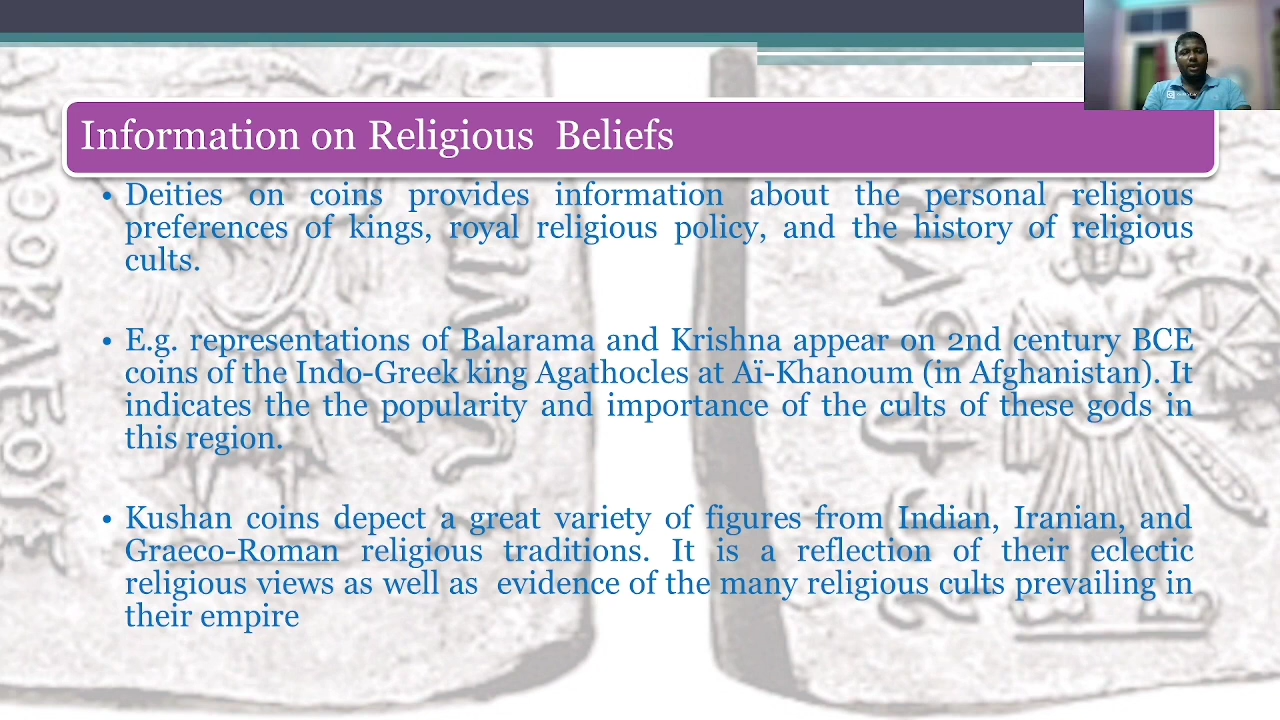 Information on Religious Beliefs
• Deities on coins provides information about the personal religious
preferences of kings, royal religious policy, and the history of religious
cults.
• E.g. representations of Balarama and Krishna appear on 2nd century BCE
coins of the Indo-Greek king Agathocles at Aï-Khanoum (in Afghanistan). It
indicates the the popularity and importance of the cults of these gods in
this region.
• Kushan coins depect a great variety of figures from Indian, Iranian, and
Graeco-Roman religious traditions. It is a reflection of their eclectic
religious views as well as evidence of the many religious cults prevailing in
their empire